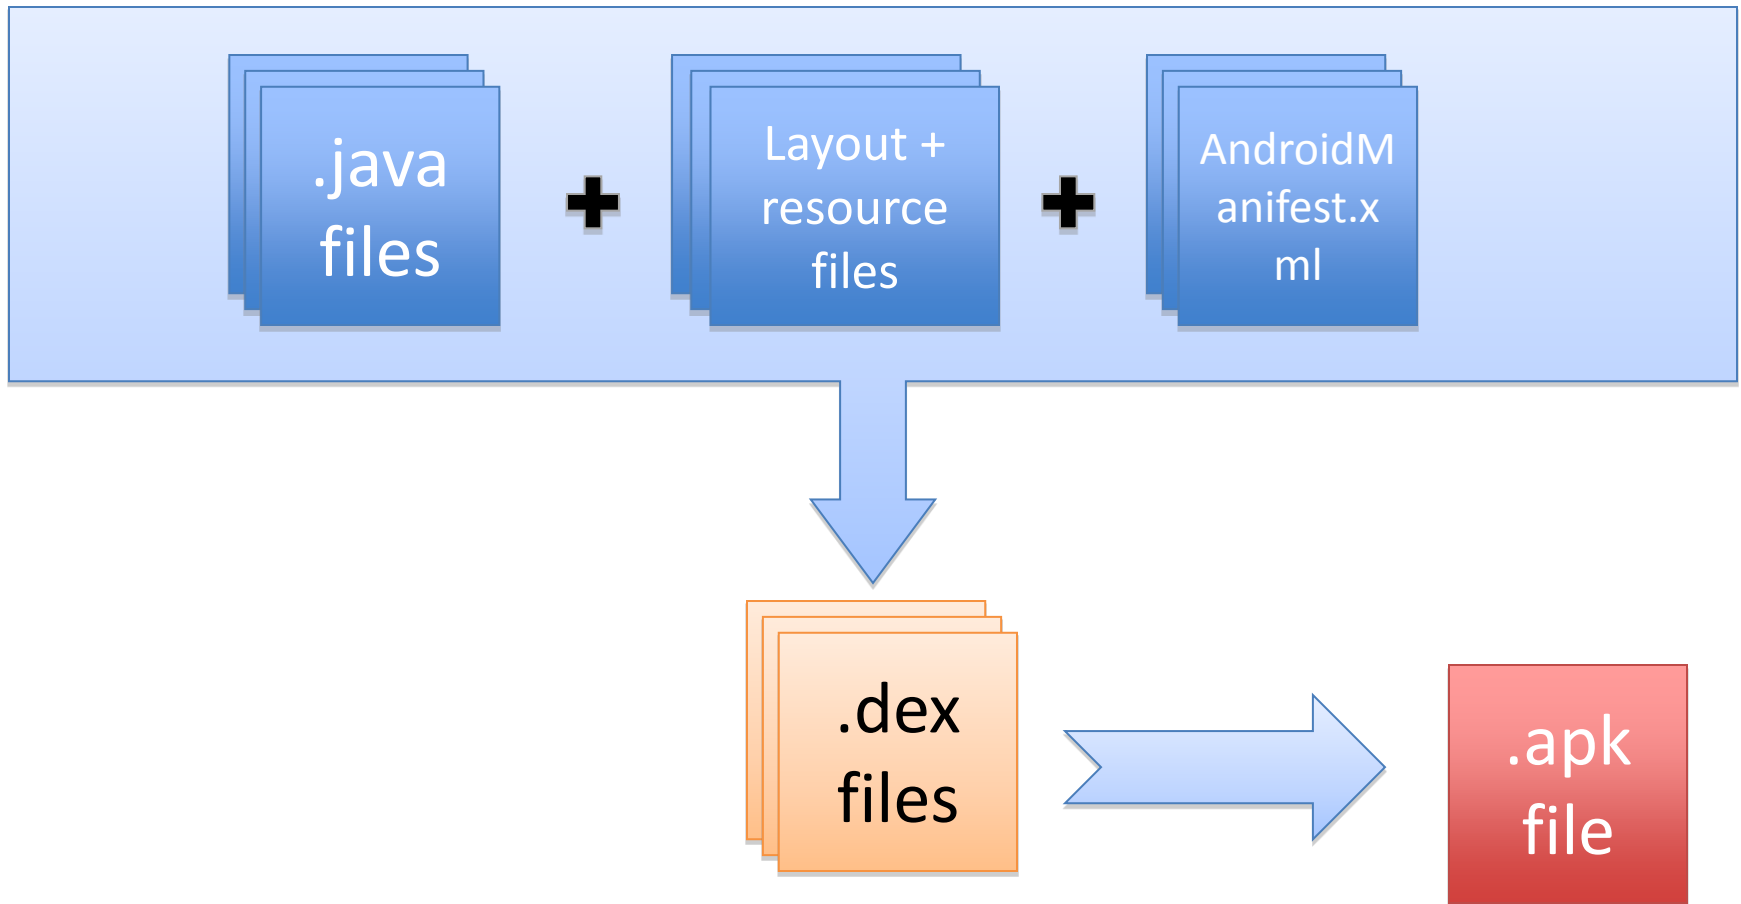 .java
files
Layout +
resource
files
AndroidM
anifest.x
ml
.dex
files
.apk
file